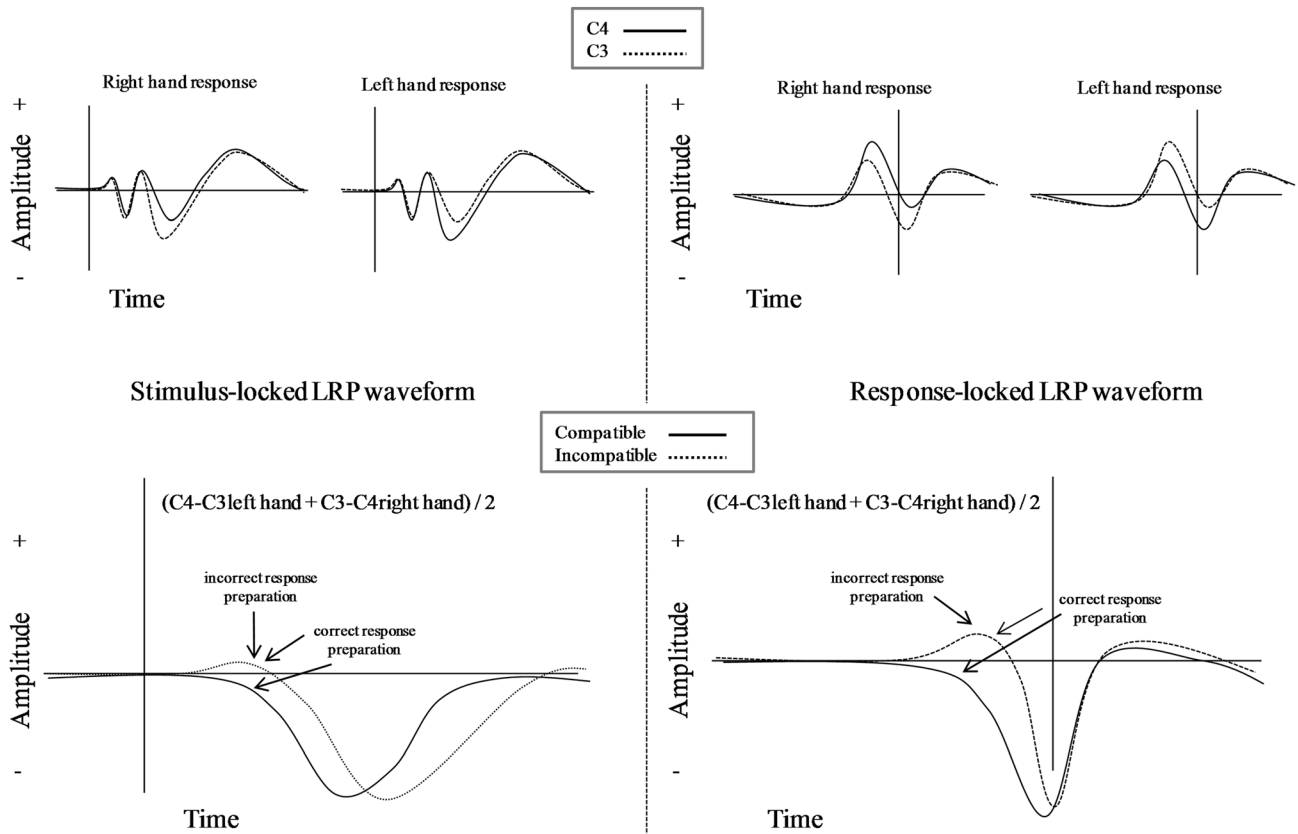 C4
C3
Right hand response
Left hand response
+
Amplitude
-
Time
Right hand response
Left hand response
+
Amplitude
-
Time
Stimulus-locked LRP waveform
Response-locked LRP waveform
Compatible
Incompatible
(C4-C3left hand + C3-C4right hand) / 2
+
Amplitude
-
incorrect response
preparation
correct response
preparation
Time
(C4-C3left hand + C3-C4right hand) / 2
+
Amplitude
-
incorrect response
preparation
correct response
preparation
Time